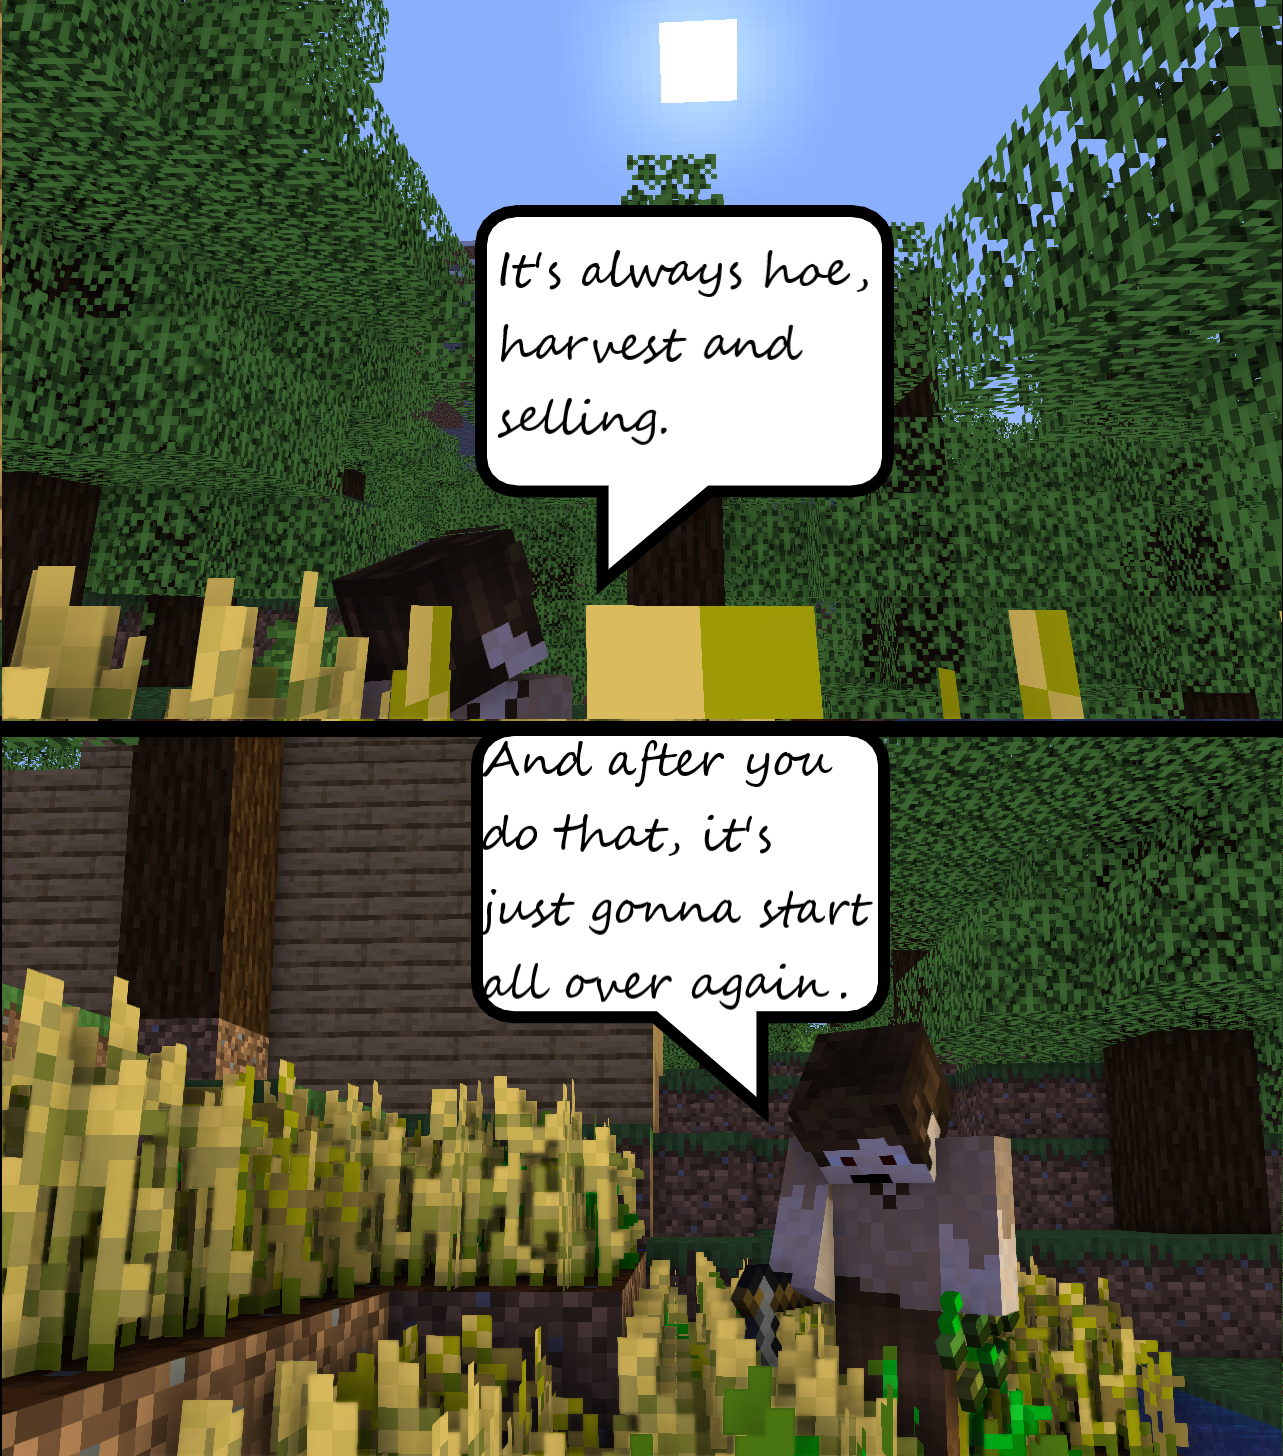 It's always hoe,
harvest and
selling.
And after you
do that, it's
just gonna start
all over again.